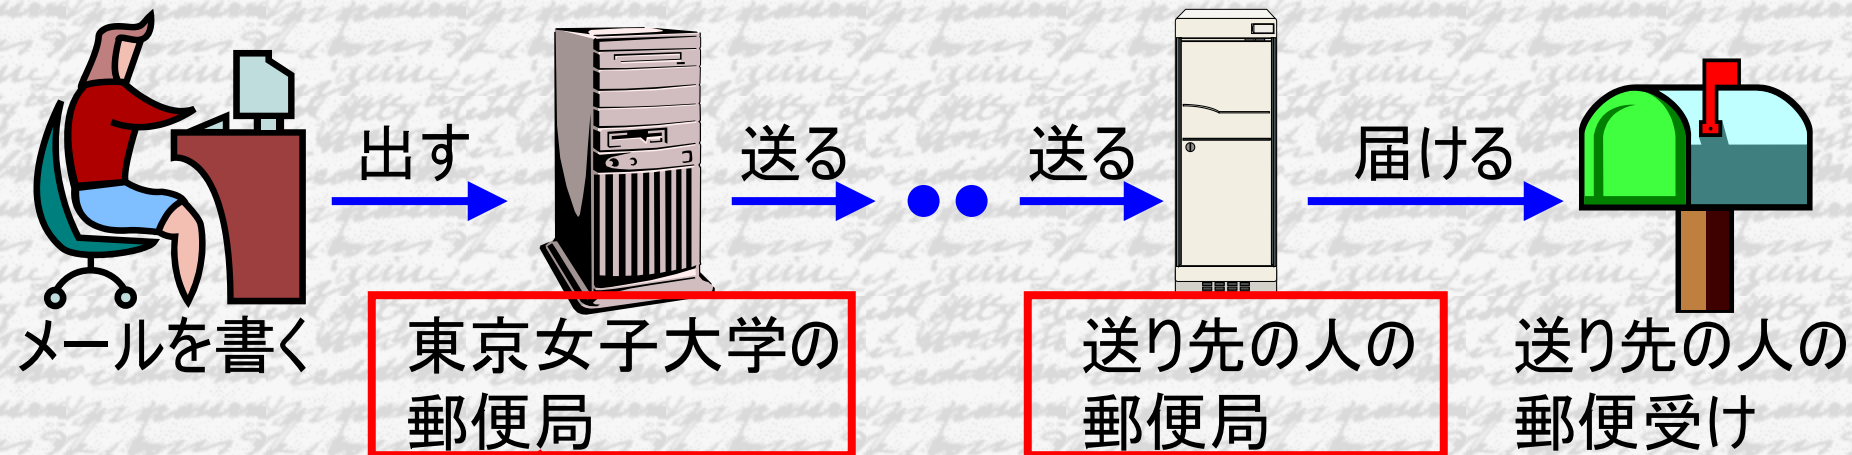 出す
送る
送る
届ける
メールを書く
東京女子大学の
郵便局
送り先の人の
郵便局
送り先の人の
郵便受け